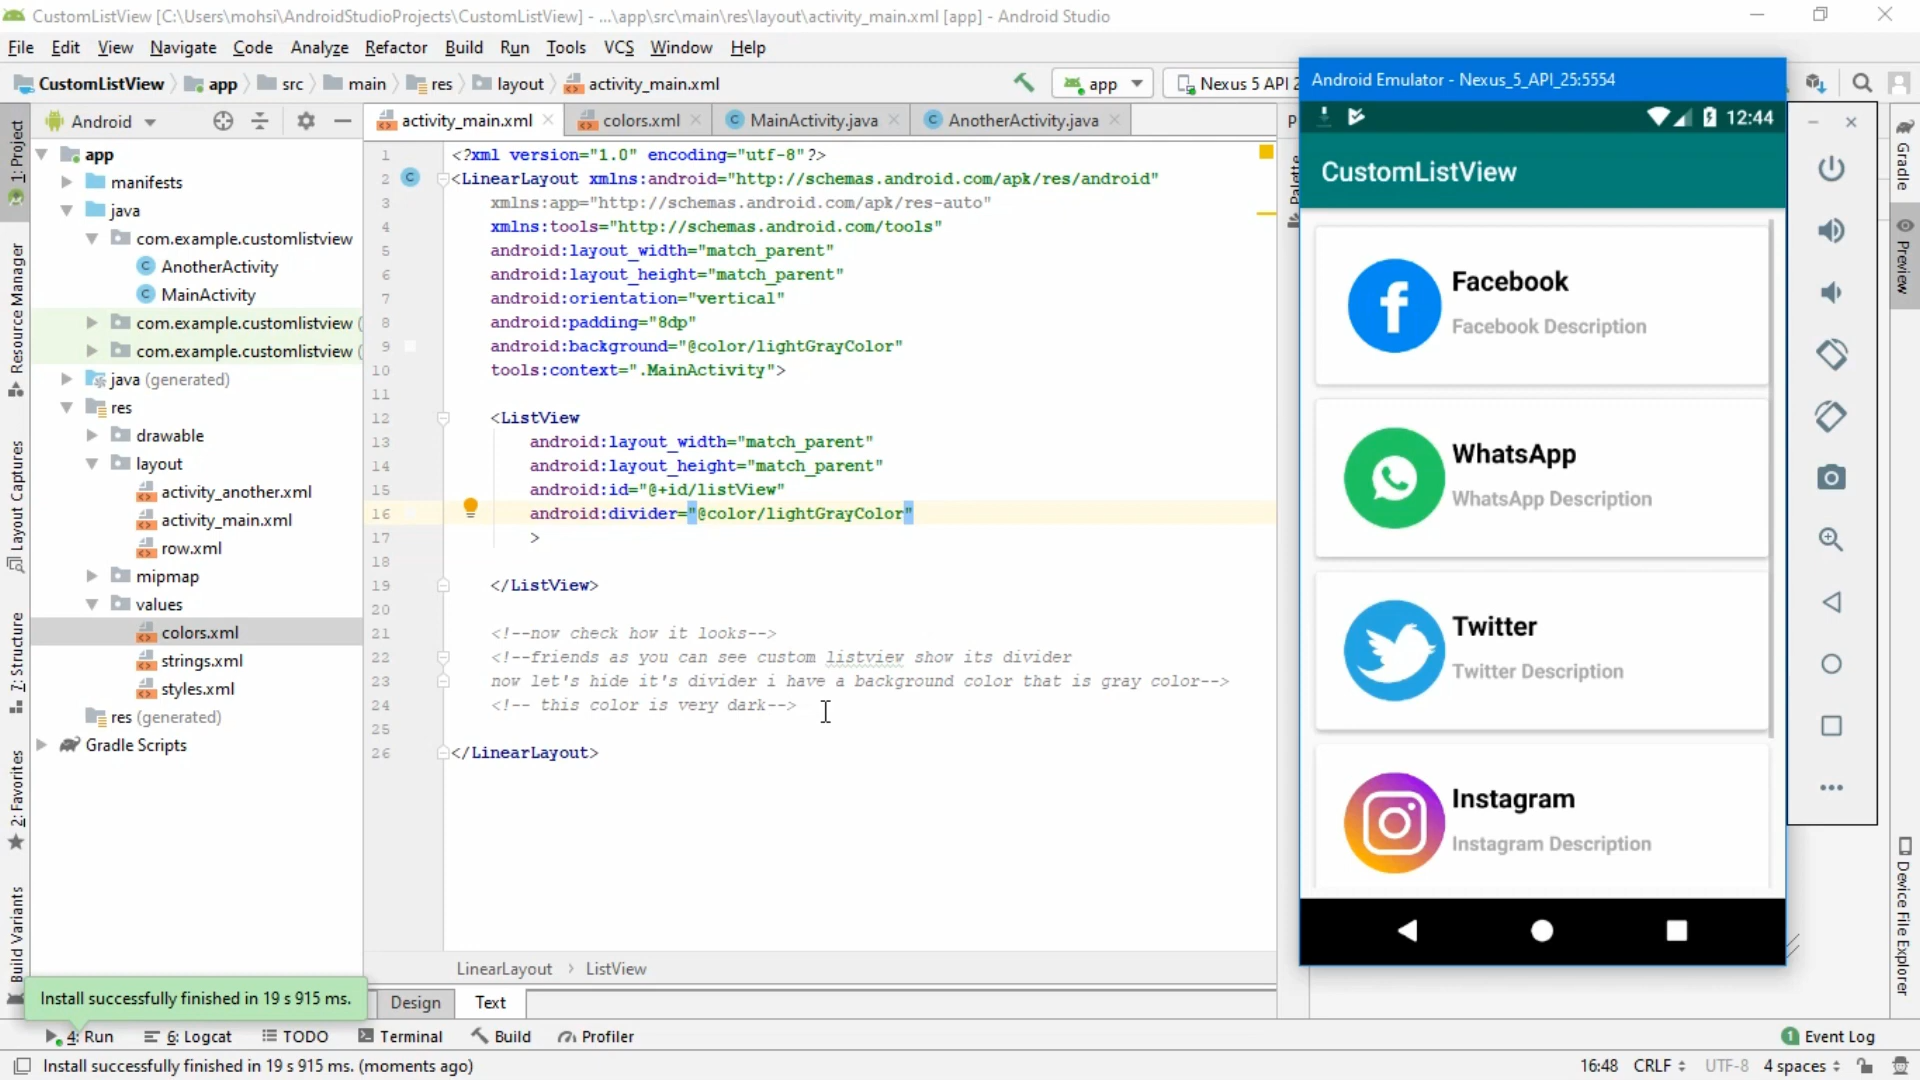 CustomListView [C:\Users\mohsi\AndroidStudioProjects\CustomListView] - ...\app\src\main\res\layout\activity_main.xml [app] - Android Studio
File Edit View Navigate Code Analyze Refactor Build Run Tools VCS Window Help
CustomListView app src main res layout activity_main.xml app Nexus 5 API 2
Android
activity_main.xml colors.xml MainActivity.java AnotherActivity.java
1: Project
Resource Manager
Layout Captures
7: Structure
2: Favorites
Build Variants
app
manifests
java
com.example.customlistview
AnotherActivity
MainActivity
com.example.customlistview (
com.example.customlistview (
java (generated)
res
drawable
layout
activity_another.xml
activity_main.xml
row.xml
mipmap
values
colors.xml
strings.xml
styles.xml
res (generated)
Gradle Scripts
1 <?xml version="1.0" encoding="utf-8"?>
2 <LinearLayout xmlns:android="http://schemas.android.com/apk/res/android"
3 xmlns:app="http://schemas.android.com/apk/res-auto"
4 xmlns:tools="http://schemas.android.com/tools"
5 android:layout_width="match_parent"
6 android:layout_height="match_parent"
7 android:orientation="vertical"
8 android:padding="8dp"
9 android:background="@color/lightGrayColor"
10 tools:context=".MainActivity">
11
12 <ListView
13 android:layout_width="match_parent"
14 android:layout_height="match_parent"
15 android:id="@+id/listView"
16 android:divider="@color/lightGrayColor"
17 >
18
19 </ListView>
20
21 <!--now check how it looks-->
22 <!--friends as you can see custom listview show its divider
23 now let's hide it's divider i have a background color that is gray color-->
24 <!-- this color is very dark-->
25
26 </LinearLayout>
LinearLayout › ListView
Design Text
Palette
Android Emulator - Nexus_5_API_25:5554
12:44
CustomListView
Facebook
Facebook Description
WhatsApp
WhatsApp Description
Twitter
Twitter Description
Instagram
Instagram Description
Gradle
Preview
Device File Explorer
Install successfully finished in 19 s 915 ms.
4: Run 6: Logcat TODO Terminal Build Profiler 1 Event Log
Install successfully finished in 19 s 915 ms. (moments ago) 16:48 CRLF UTF-8 4 spaces